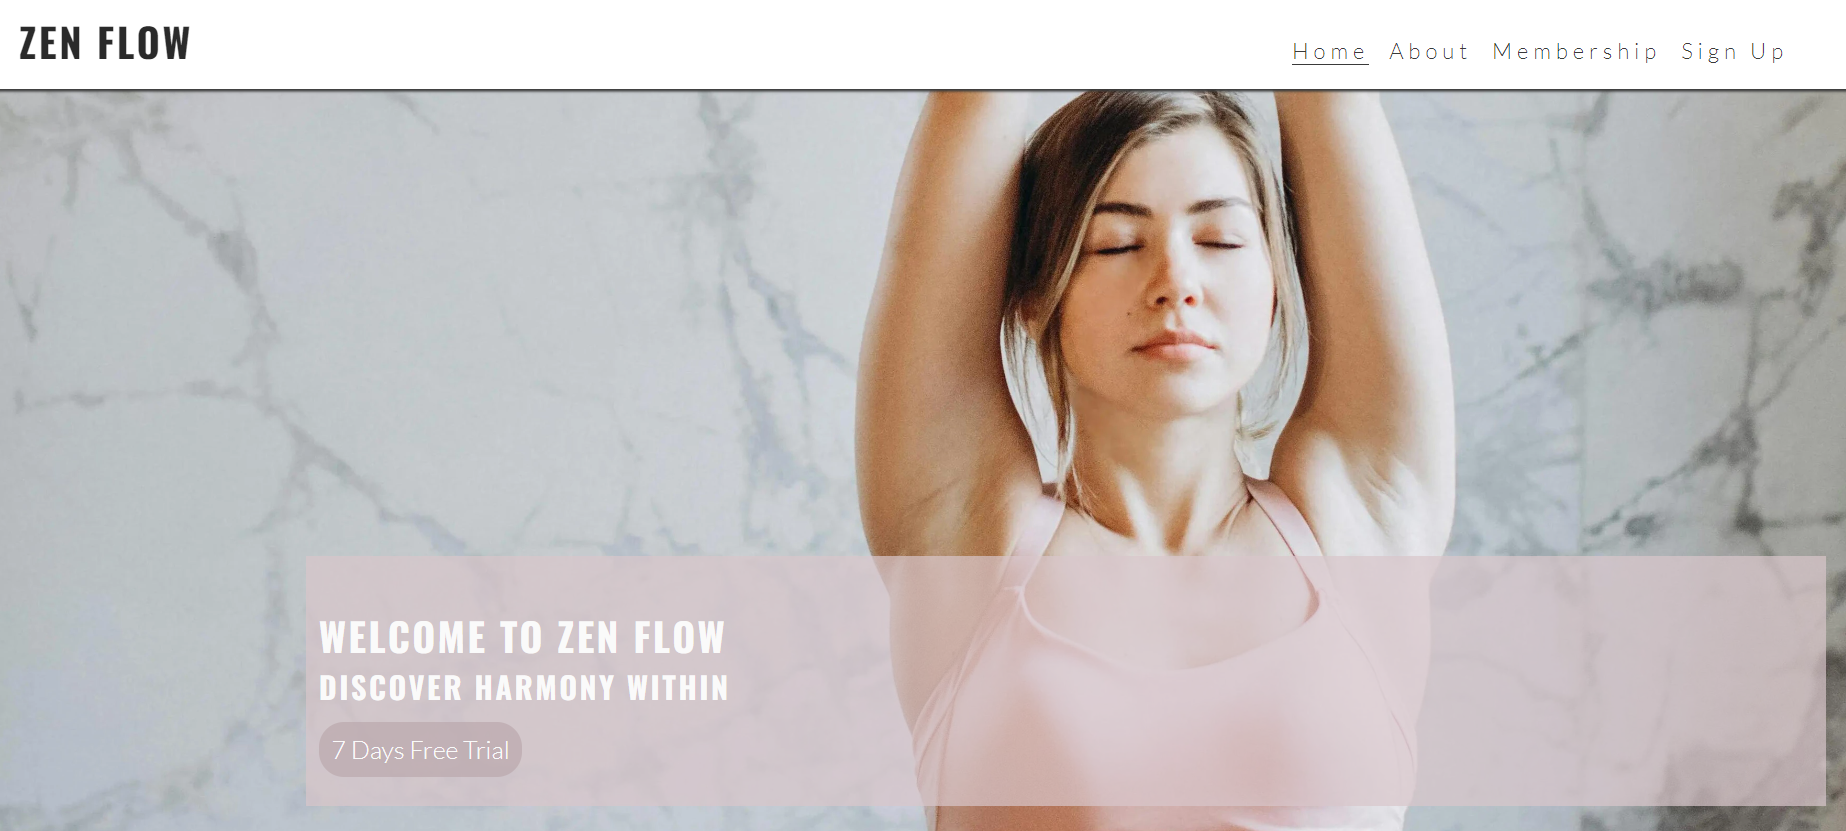 ZEN FLOW
Home About Membership Sign Up
WELCOME TO ZEN FLOW
DISCOVER HARMONY WITHIN
7 Days Free Trial